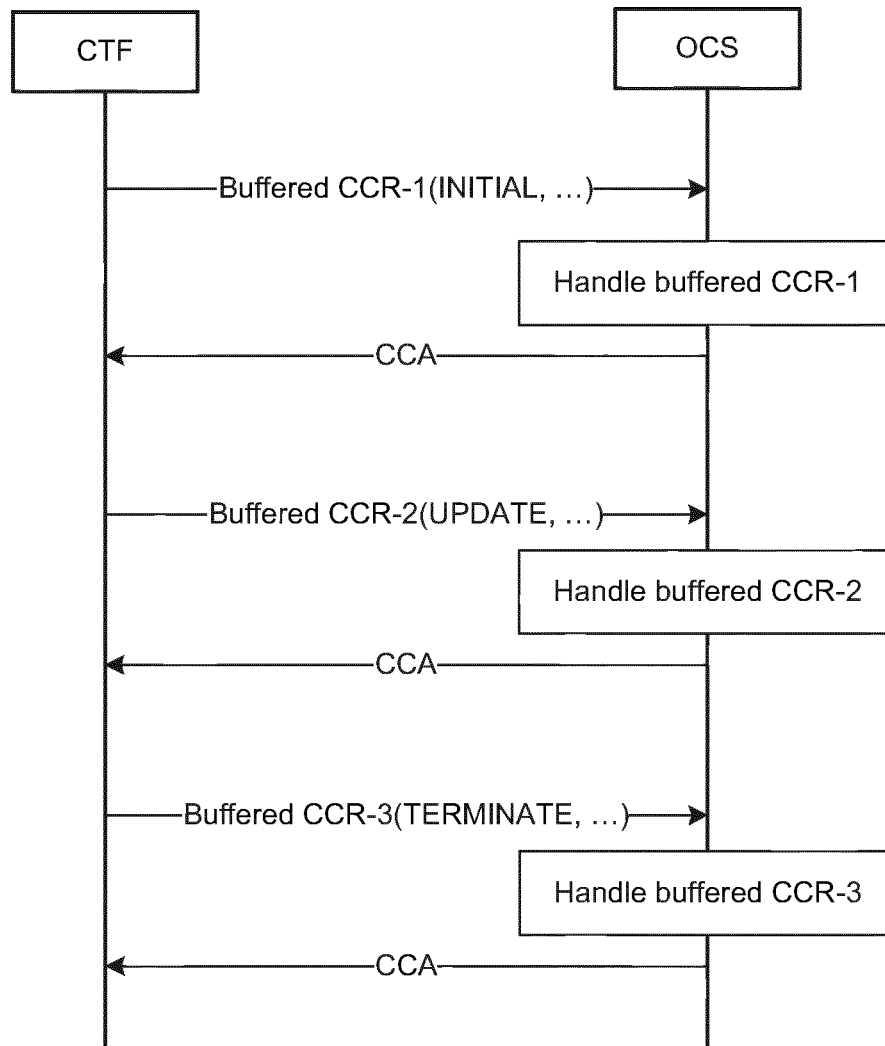 CTF
OCS
Buffered CCR-1(INITIAL, …)
Handle buffered CCR-1
CCA
Buffered CCR-2(UPDATE, …)
Handle buffered CCR-2
CCA
Buffered CCR-3(TERMINATE, …)
Handle buffered CCR-3
CCA